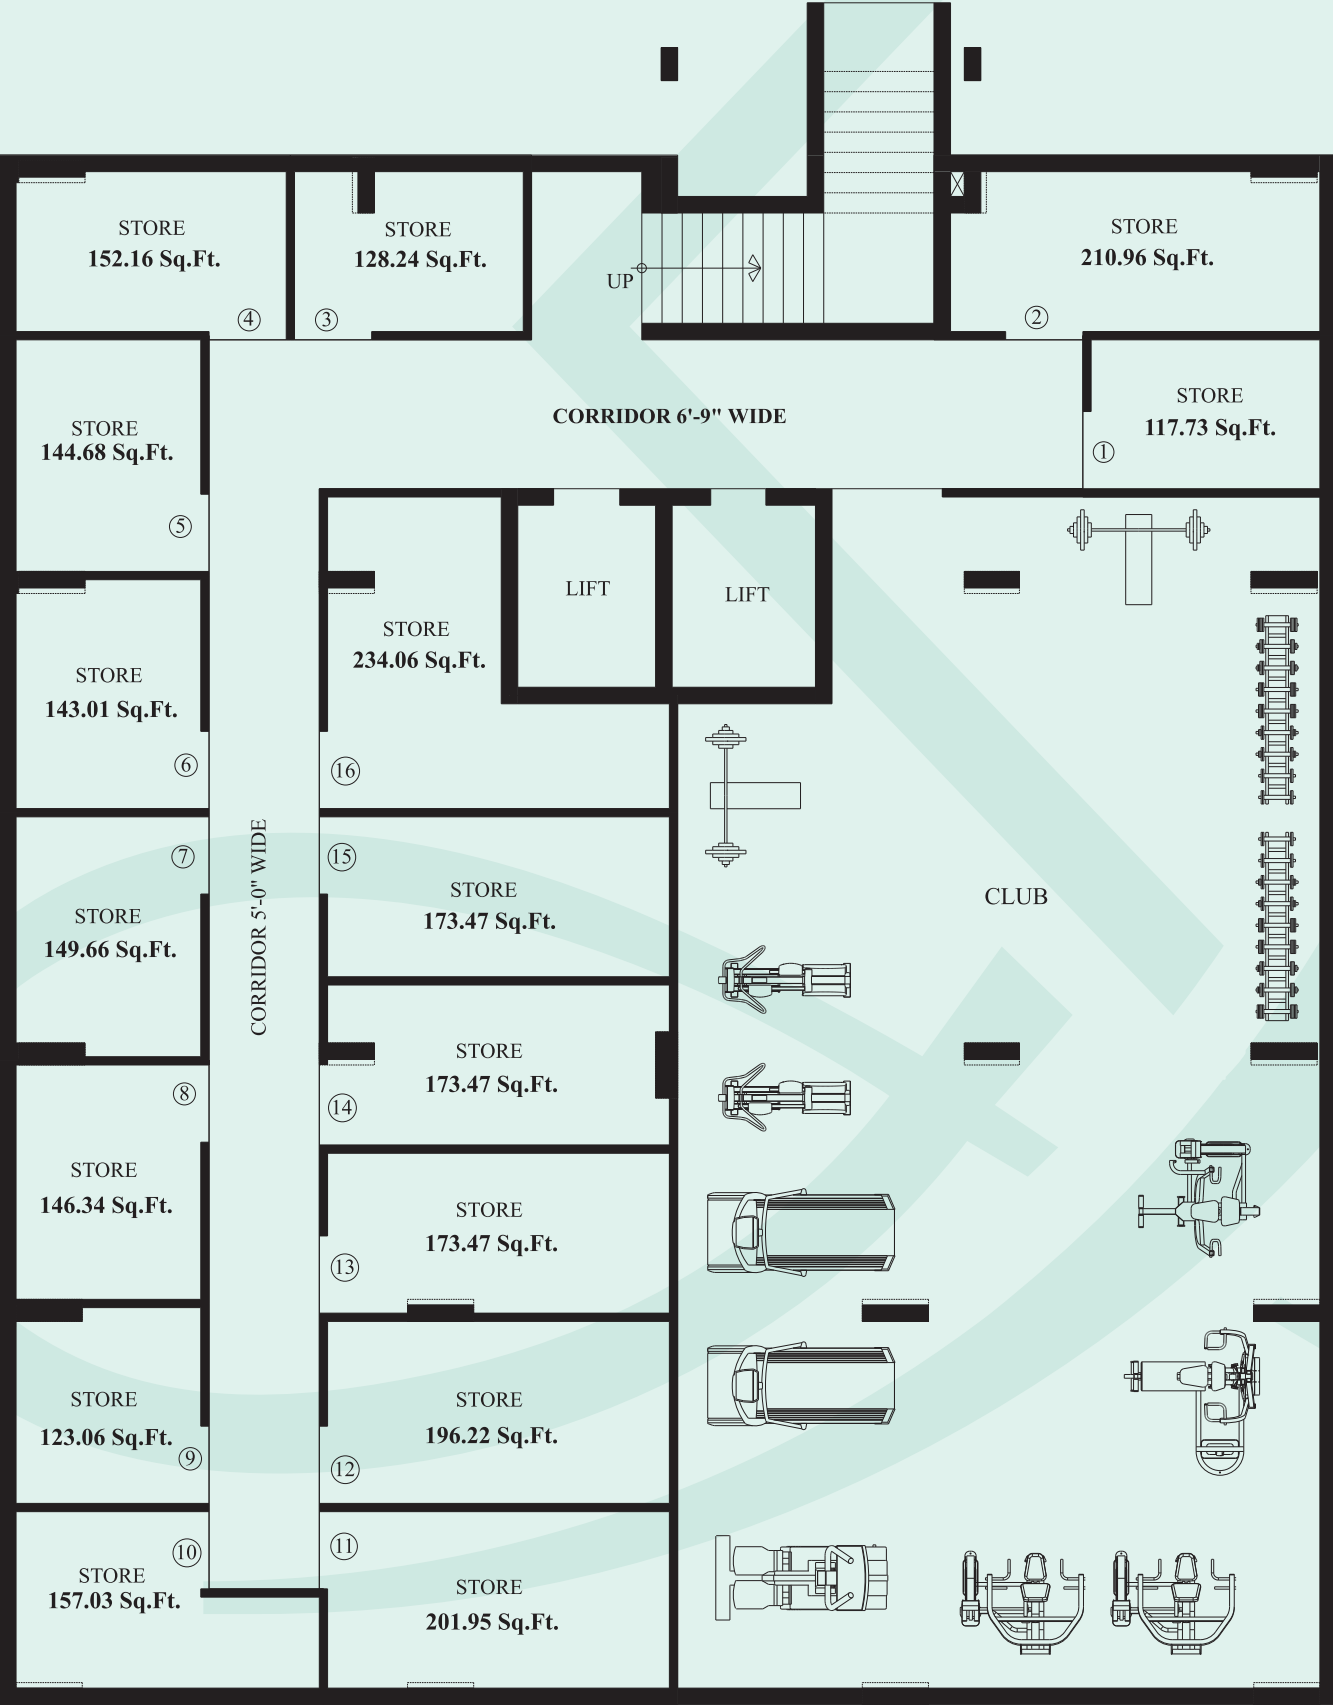 STORE
152.16 Sq.Ft.
④
STORE
128.24 Sq.Ft.
③
UP
STORE
210.96 Sq.Ft.
②
CORRIDOR 6'-9" WIDE
STORE
117.73 Sq.Ft.
①
STORE
144.68 Sq.Ft.
⑤
LIFT
LIFT
STORE
234.06 Sq.Ft.
⑯
STORE
143.01 Sq.Ft.
⑥
⑦
STORE
149.66 Sq.Ft.
CORRIDOR 5'-0" WIDE
⑮
STORE
173.47 Sq.Ft.
CLUB
⑧
STORE
146.34 Sq.Ft.
STORE
173.47 Sq.Ft.
⑭
STORE
173.47 Sq.Ft.
⑬
STORE
123.06 Sq.Ft.
⑨
STORE
196.22 Sq.Ft.
⑫
⑩
STORE
157.03 Sq.Ft.
⑪
STORE
201.95 Sq.Ft.